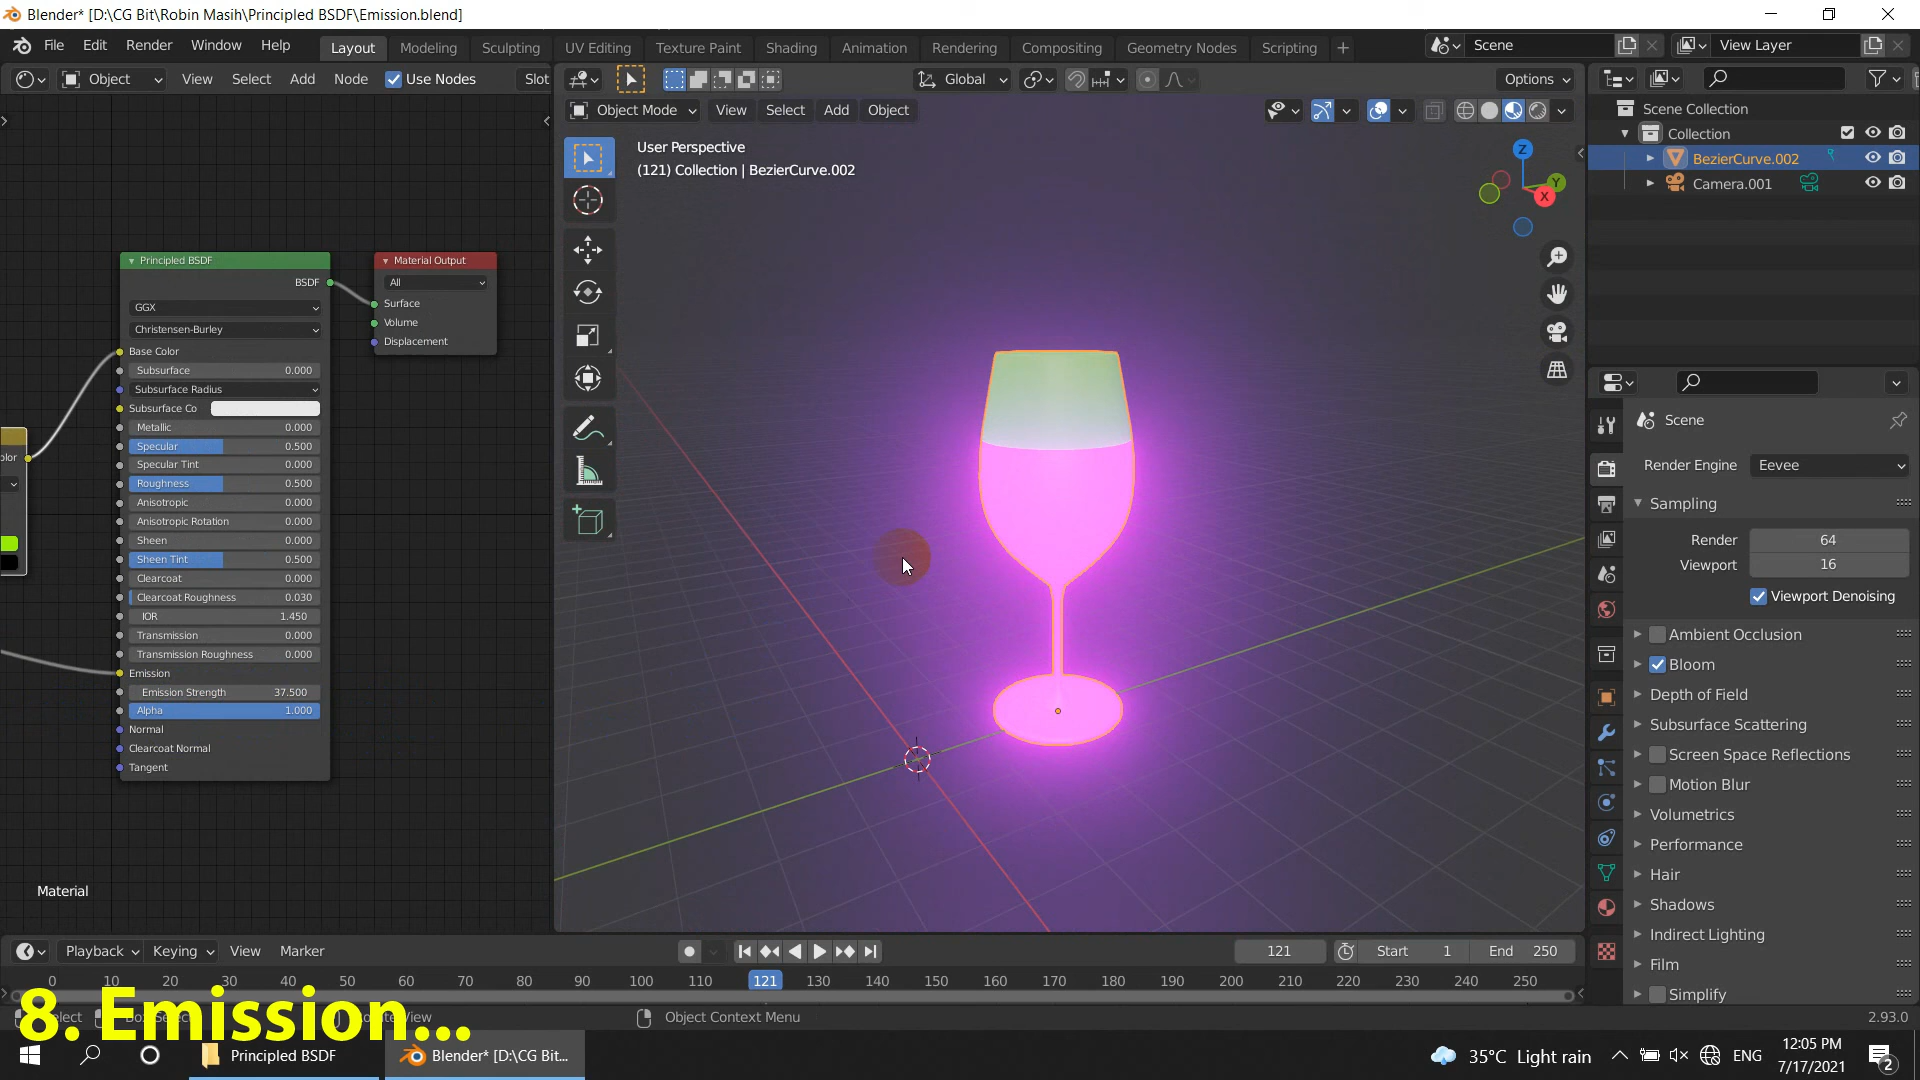 Blender* [D:\CG Bit\Robin Masih\Principled BSDF\Emission.blend]
File Edit Render Window Help Layout Modeling Sculpting UV Editing Texture Paint Shading Animation Rendering Compositing Geometry Nodes Scripting + Scene View Layer
Object View Select Add Node Use Nodes Slot Global Options
Object Mode View Select Add Object
Scene Collection
Collection
BezierCurve.002
Camera.001
User Perspective
(121) Collection | BezierCurve.002
Z
Y
X
Principled BSDF
BSDF
GGX
Christensen-Burley
Base Color
Subsurface 0.000
Subsurface Radius
Subsurface Co
Metallic 0.000
Specular 0.500
Specular Tint 0.000
Roughness 0.500
Anisotropic 0.000
Anisotropic Rotation 0.000
Sheen 0.000
Sheen Tint 0.500
Clearcoat 0.000
Clearcoat Roughness 0.030
IOR 1.450
Transmission 0.000
Transmission Roughness 0.000
Emission
Emission Strength 37.500
Alpha 1.000
Normal
Clearcoat Normal
Tangent
Material Output
All
Surface
Volume
Displacement
olor
Material
Scene
Render Engine Eevee
Sampling
Render 64
Viewport 16
Viewport Denoising
Ambient Occlusion
Bloom
Depth of Field
Subsurface Scattering
Screen Space Reflections
Motion Blur
Volumetrics
Performance
Hair
Shadows
Indirect Lighting
Film
Simplify
Playback Keying View Marker 121 Start 1 End 250
0 10 20 30 40 50 60 70 80 90 100 110 121 130 140 150 160 170 180 190 200 210 220 230 240 250
8. Emission...
Object Context Menu
2.93.0
Principled BSDF
Blender* [D:\CG Bit...
35°C Light rain
ENG
12:05 PM
7/17/2021
2